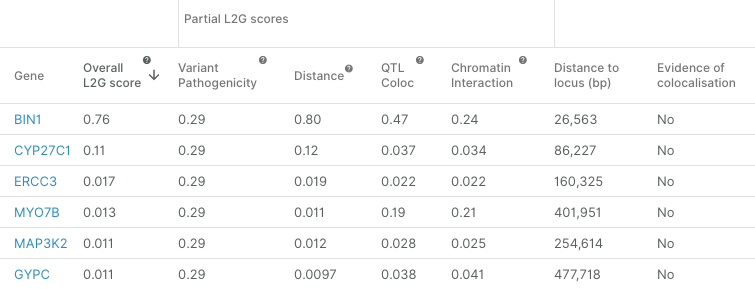 Partial L2G scores
Gene Overall L2G score Variant Pathogenicity Distance QTL Coloc Chromatin Interaction Distance to locus (bp) Evidence of colocalisation
BIN1 0.76 0.29 0.80 0.47 0.24 26,563 No
CYP27C1 0.11 0.29 0.12 0.037 0.034 86,227 No
ERCC3 0.017 0.29 0.019 0.022 0.022 160,325 No
MYO7B 0.013 0.29 0.011 0.19 0.21 401,951 No
MAP3K2 0.011 0.29 0.012 0.028 0.025 254,614 No
GYPC 0.011 0.29 0.0097 0.038 0.041 477,718 No